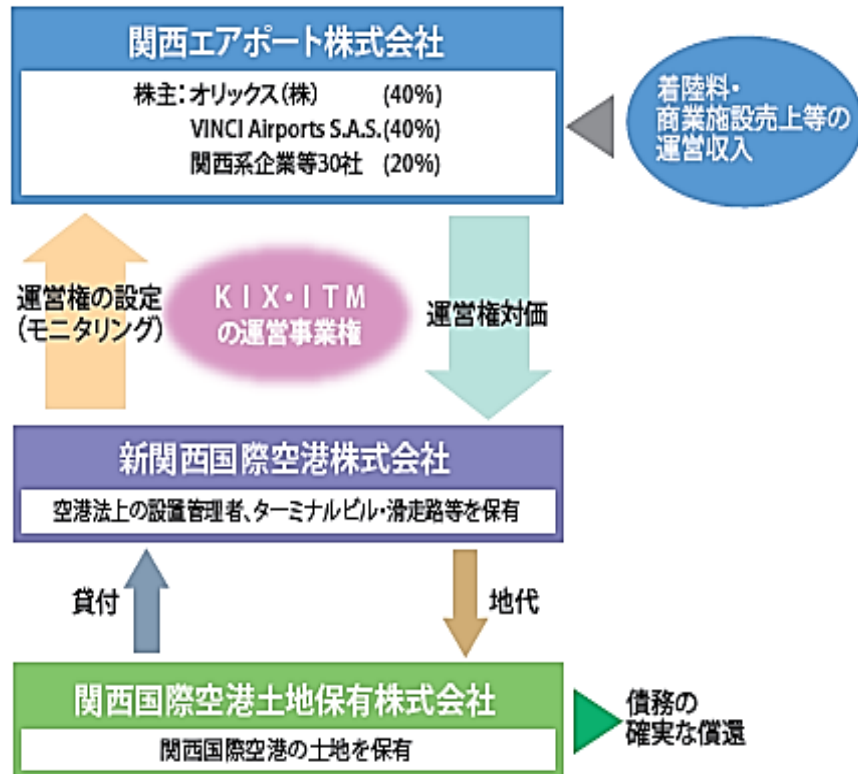 関西エアポート株式会社
株主：オリックス（株） (40%)
VINCI Airports S.A.S.(40%)
関西系企業等30社 (20%)
着陸料・
商業施設売上等の
運営収入
運営権の設定
（モニタリング）
KIX・ITM
の運営事業権
運営権対価
新関西国際空港株式会社
空港法上の設置管理者、ターミナルビル・滑走路等を保有
貸付
地代
関西国際空港土地保有株式会社
関西国際空港の土地を保有
債務の
確実な償還